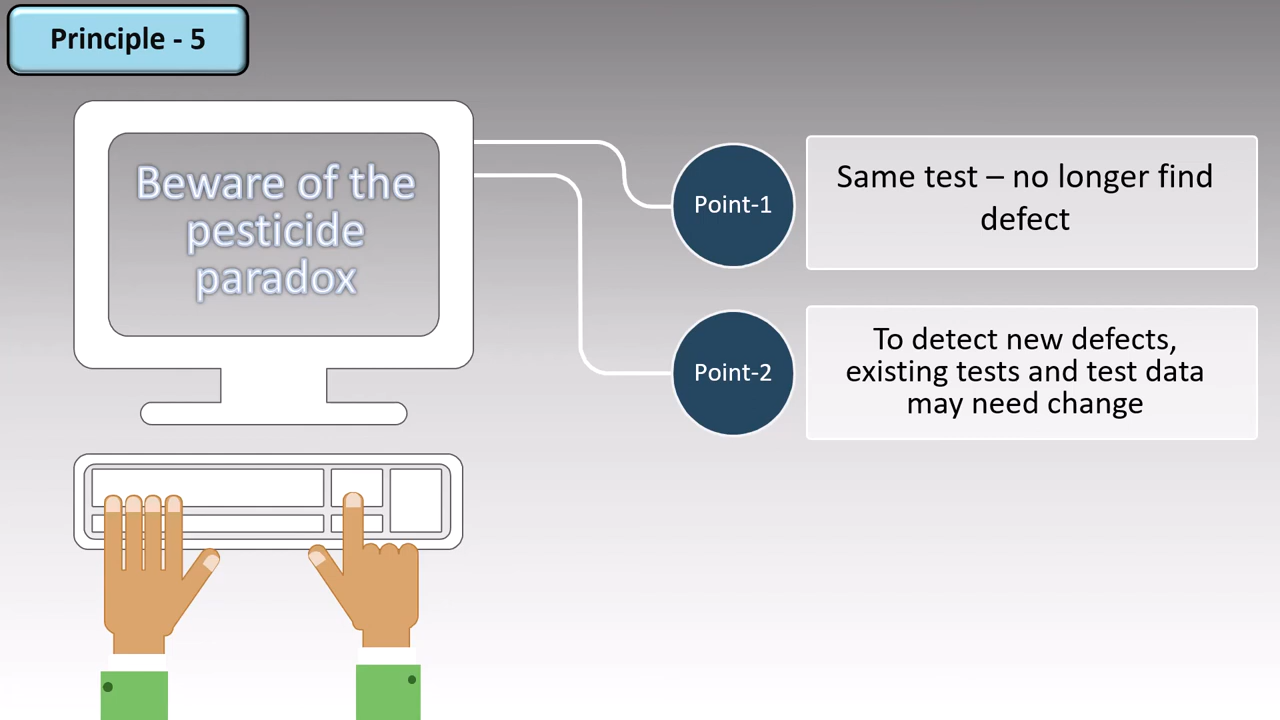 Principle - 5
Beware of the
pesticide
paradox
Point-1
Same test – no longer find
defect
Point-2
To detect new defects,
existing tests and test data
may need change